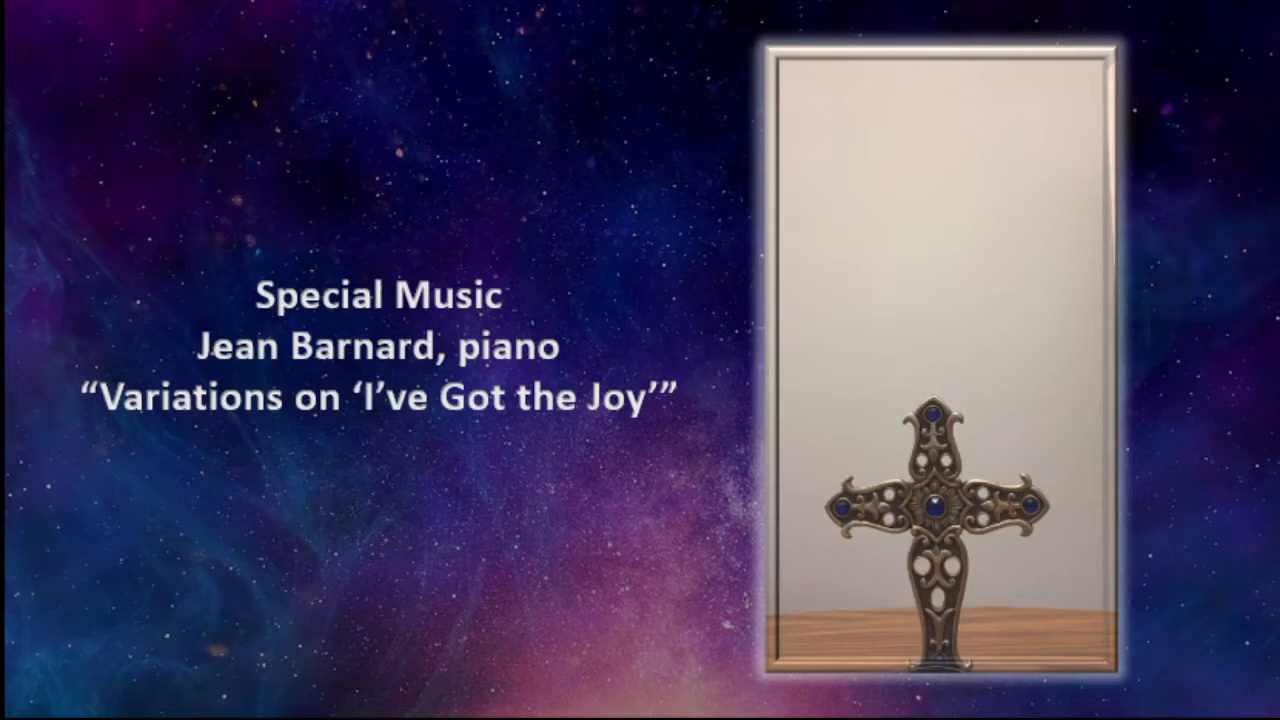 Special Music
Jean Barnard, piano
“Variations on ‘I’ve Got the Joy’”